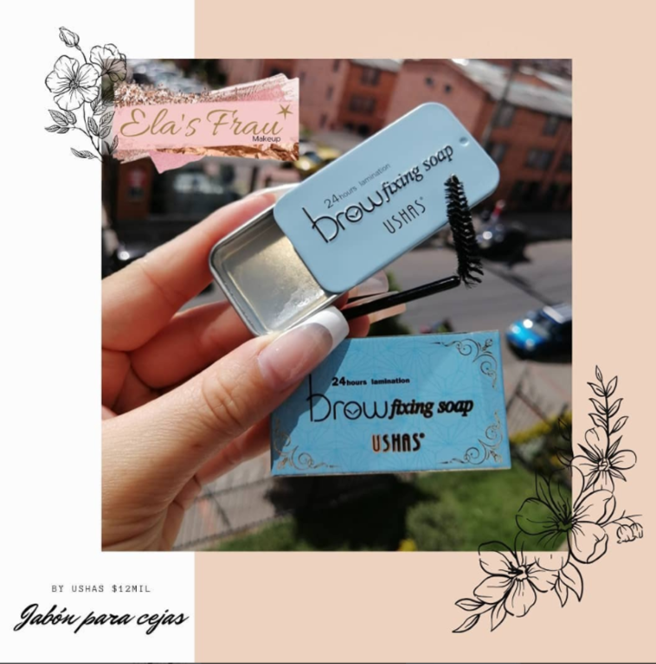 Ela's Frau
Makeup
24hours lamination
brow fixing soap
USHAS
24hours lamination
brow fixing soap
USHAS
BY USHAS $12MIL
Jabón para cejas